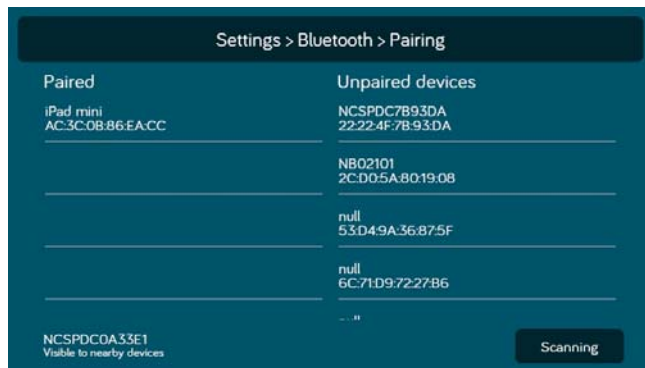 Settings > Bluetooth > Pairing
Paired
iPad mini
AC:3C:0B:86:EA:CC
Unpaired devices
NCSPDC7B93DA
22:22:4F:7B:93:DA
NB02101
2C:D0:5A:80:19:08
null
53:D4:9A:36:87:5F
null
6C:71:D9:72:27:B6
NCSPDC0A33E1
Visible to nearby devices
Scanning